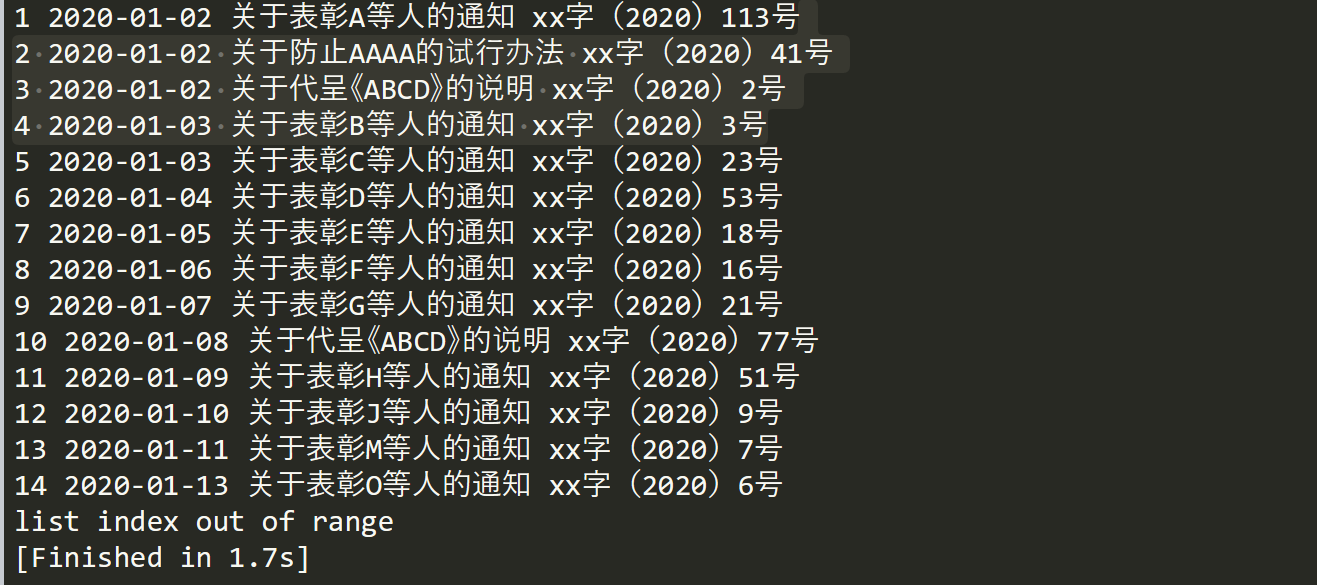 1 2020-01-02 关于表彰A等人的通知 xx字（2020）113号
2 2020-01-02 关于防止AAAA的试行办法 xx字（2020）41号
3 2020-01-02 关于代呈《ABCD》的说明 xx字（2020）2号
4 2020-01-03 关于表彰B等人的通知 xx字（2020）3号
5 2020-01-03 关于表彰C等人的通知 xx字（2020）23号
6 2020-01-04 关于表彰D等人的通知 xx字（2020）53号
7 2020-01-05 关于表彰E等人的通知 xx字（2020）18号
8 2020-01-06 关于表彰F等人的通知 xx字（2020）16号
9 2020-01-07 关于表彰G等人的通知 xx字（2020）21号
10 2020-01-08 关于代呈《ABCD》的说明 xx字（2020）77号
11 2020-01-09 关于表彰H等人的通知 xx字（2020）51号
12 2020-01-10 关于表彰J等人的通知 xx字（2020）9号
13 2020-01-11 关于表彰M等人的通知 xx字（2020）7号
14 2020-01-13 关于表彰O等人的通知 xx字（2020）6号
list index out of range
[Finished in 1.7s]